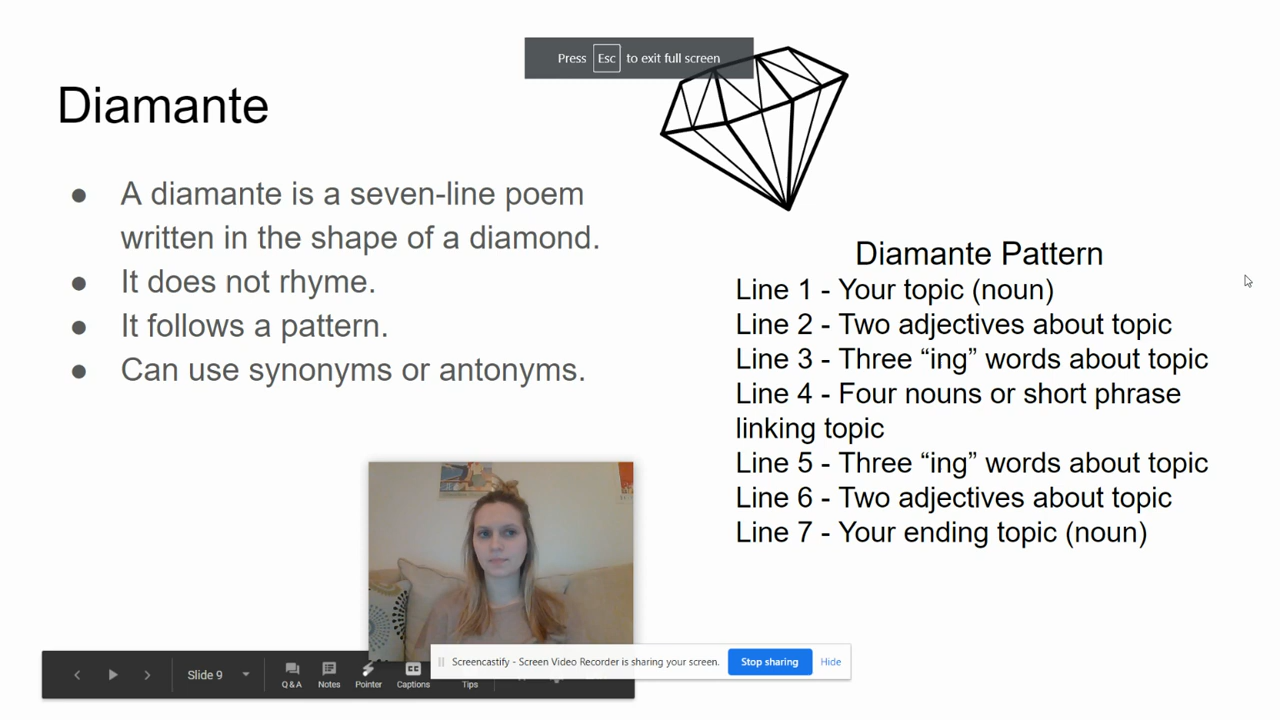 Press Esc to exit full screen
Diamante
● A diamante is a seven-line poem
written in the shape of a diamond.
● It does not rhyme.
● It follows a pattern.
● Can use synonyms or antonyms.
Diamante Pattern
Line 1 - Your topic (noun)
Line 2 - Two adjectives about topic
Line 3 - Three “ing” words about topic
Line 4 - Four nouns or short phrase
linking topic
Line 5 - Three “ing” words about topic
Line 6 - Two adjectives about topic
Line 7 - Your ending topic (noun)
Screencastify - Screen Video Recorder is sharing your screen.
Stop sharing
Hide
Slide 9
Q & A
Notes
Pointer
CC
Captions
Tips